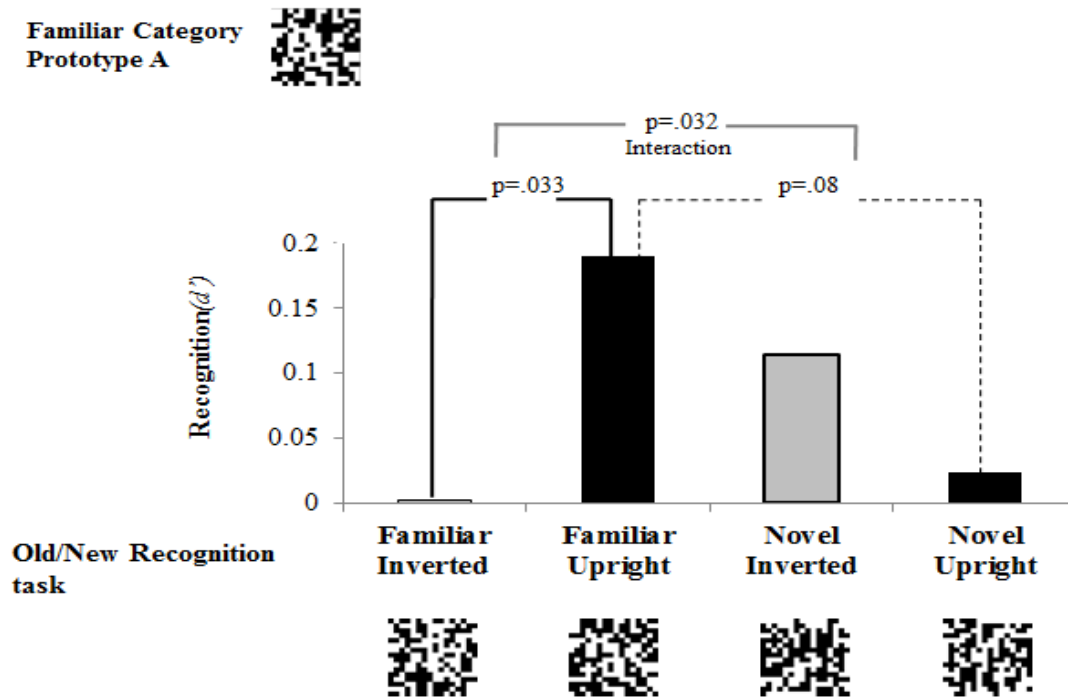 Familiar Category
Prototype A
p=.032
Interaction
p=.033
p=.08
Recognition(d’)
0.2
0.15
0.1
0.05
0
Familiar
Inverted
Familiar
Upright
Novel
Inverted
Novel
Upright
Old/New Recognition
task